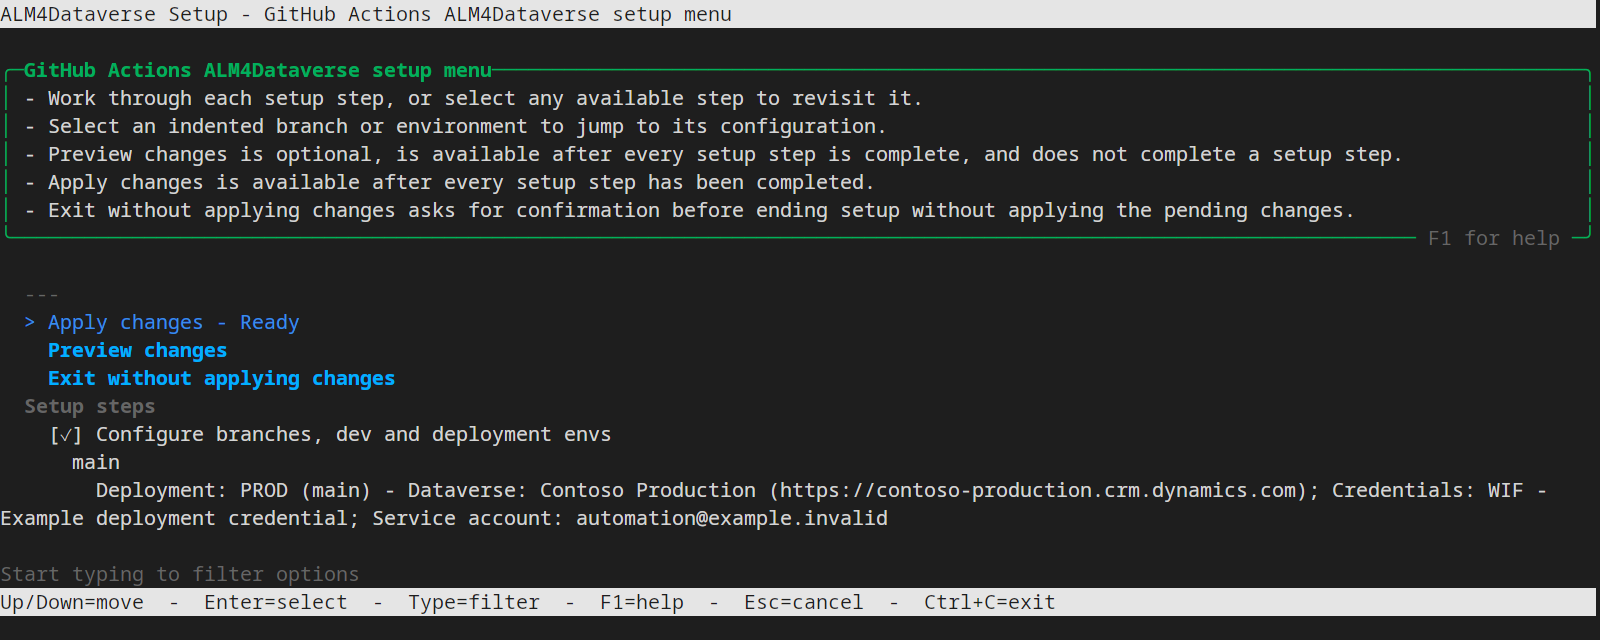 ALM4Dataverse Setup - GitHub Actions ALM4Dataverse setup menu
GitHub Actions ALM4Dataverse setup menu
- Work through each setup step, or select any available step to revisit it.
- Select an indented branch or environment to jump to its configuration.
- Preview changes is optional, is available after every setup step is complete, and does not complete a setup step.
- Apply changes is available after every setup step has been completed.
- Exit without applying changes asks for confirmation before ending setup without applying the pending changes.
F1 for help
---
> Apply changes - Ready
Preview changes
Exit without applying changes
Setup steps
[✓] Configure branches, dev and deployment envs
main
Deployment: PROD (main) - Dataverse: Contoso Production (https://contoso-production.crm.dynamics.com); Credentials: WIF -
Example deployment credential; Service account: automation@example.invalid
Start typing to filter options
Up/Down=move  -  Enter=select  -  Type=filter  -  F1=help  -  Esc=cancel  -  Ctrl+C=exit